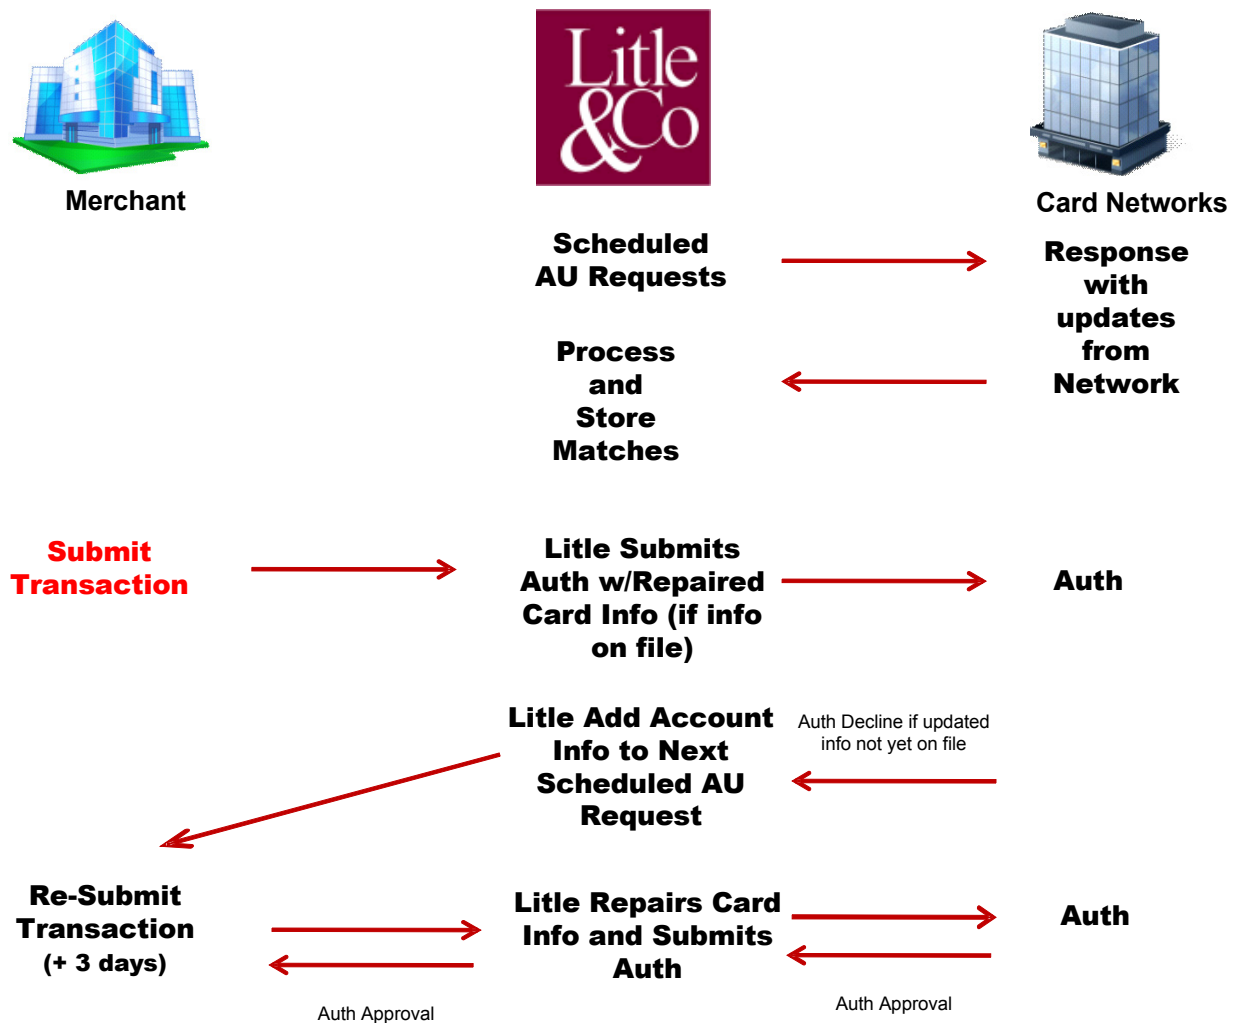 Litle
&Co
Merchant
Card Networks
Scheduled
AU Requests
Response
with
updates
from
Network
Process
and
Store
Matches
Submit
Transaction
Litle Submits
Auth w/Repaired
Card Info (if info
on file)
Auth
Litle Add Account
Info to Next
Scheduled AU
Request
Auth Decline if updated
info not yet on file
Re-Submit
Transaction
(+ 3 days)
Litle Repairs Card
Info and Submits
Auth
Auth
Auth Approval
Auth Approval